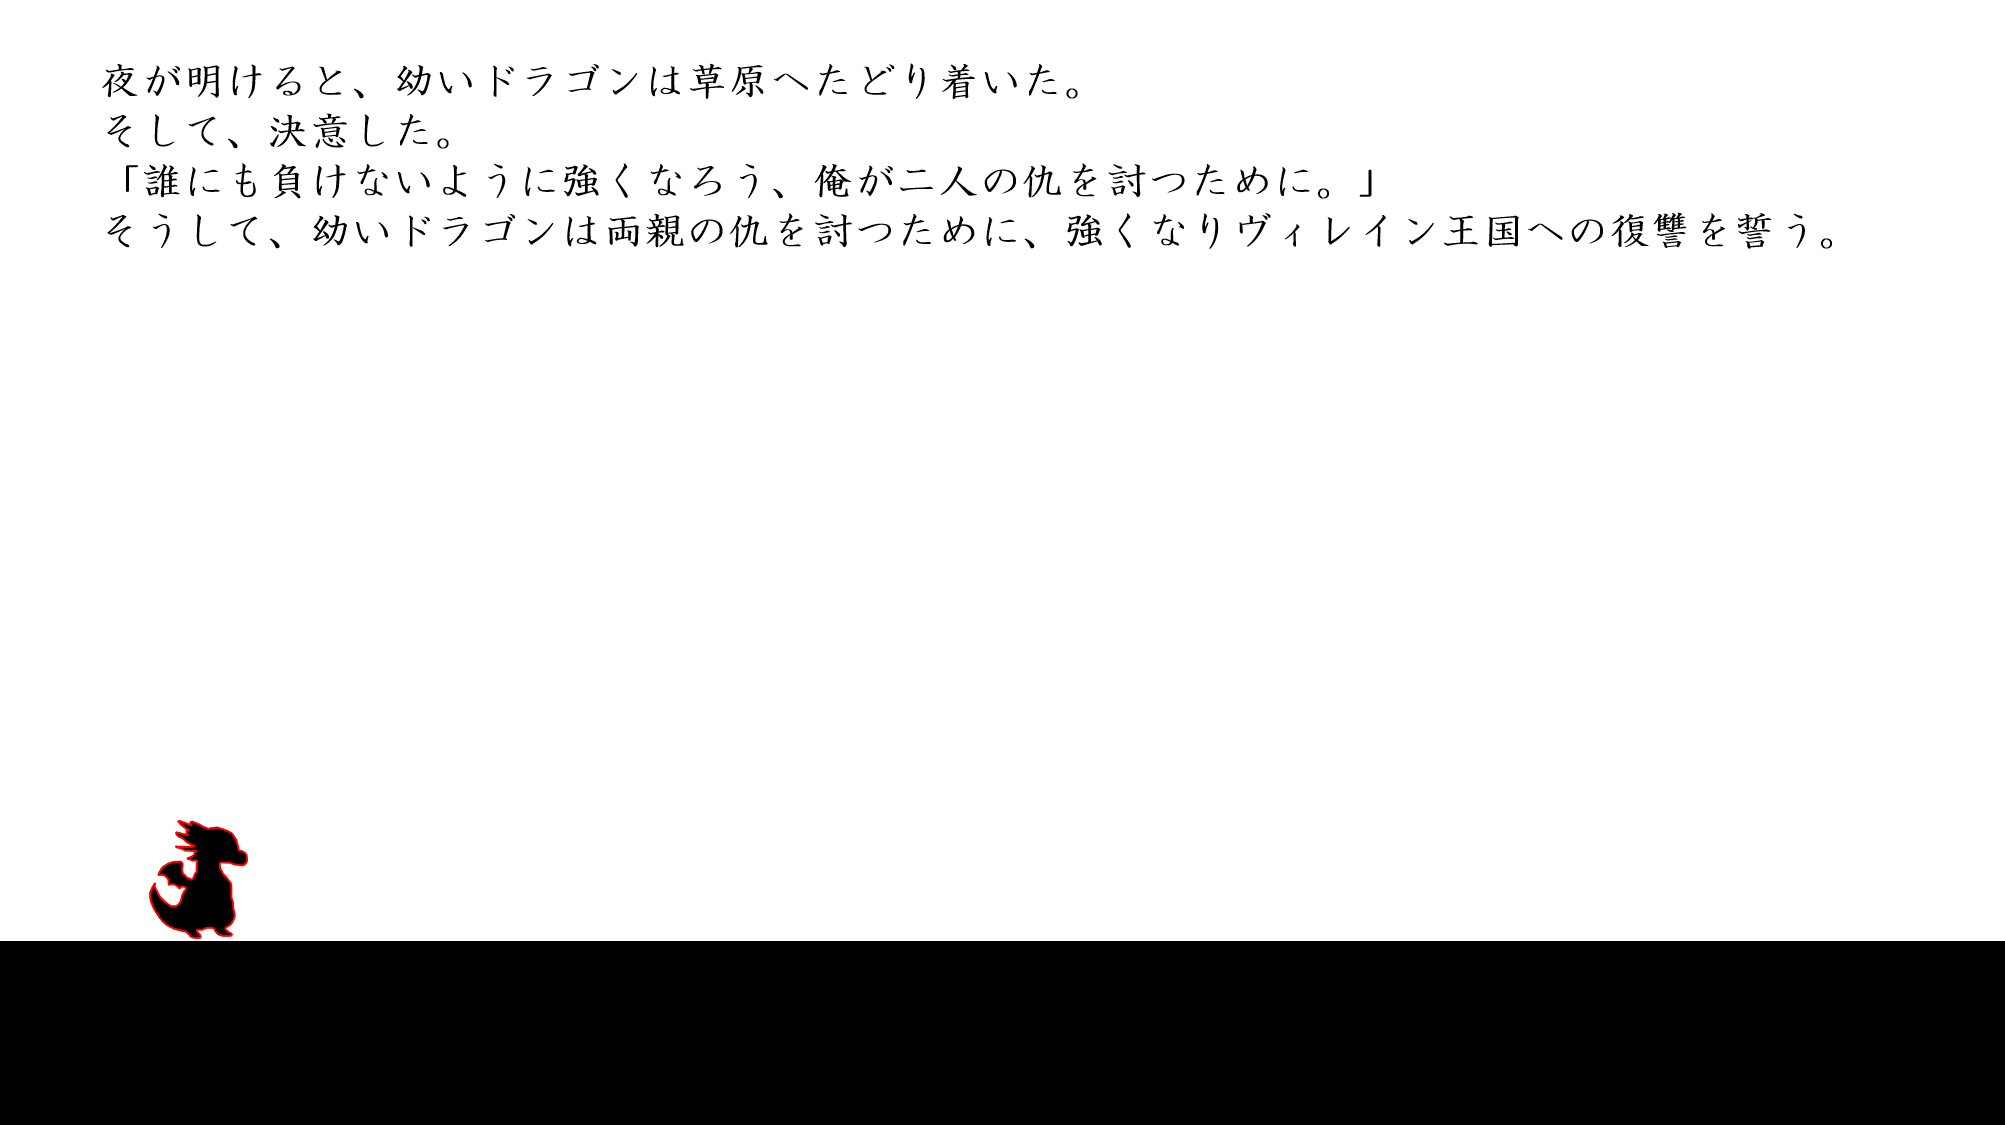 夜が明けると、幼いドラゴンは草原へたどり着いた。
そして、決意した。
「誰にも負けないように強くなろう、俺が二人の仇を討つために。」
そうして、幼いドラゴンは両親の仇を討つために、強くなりヴィレイン王国への復讐を誓う。